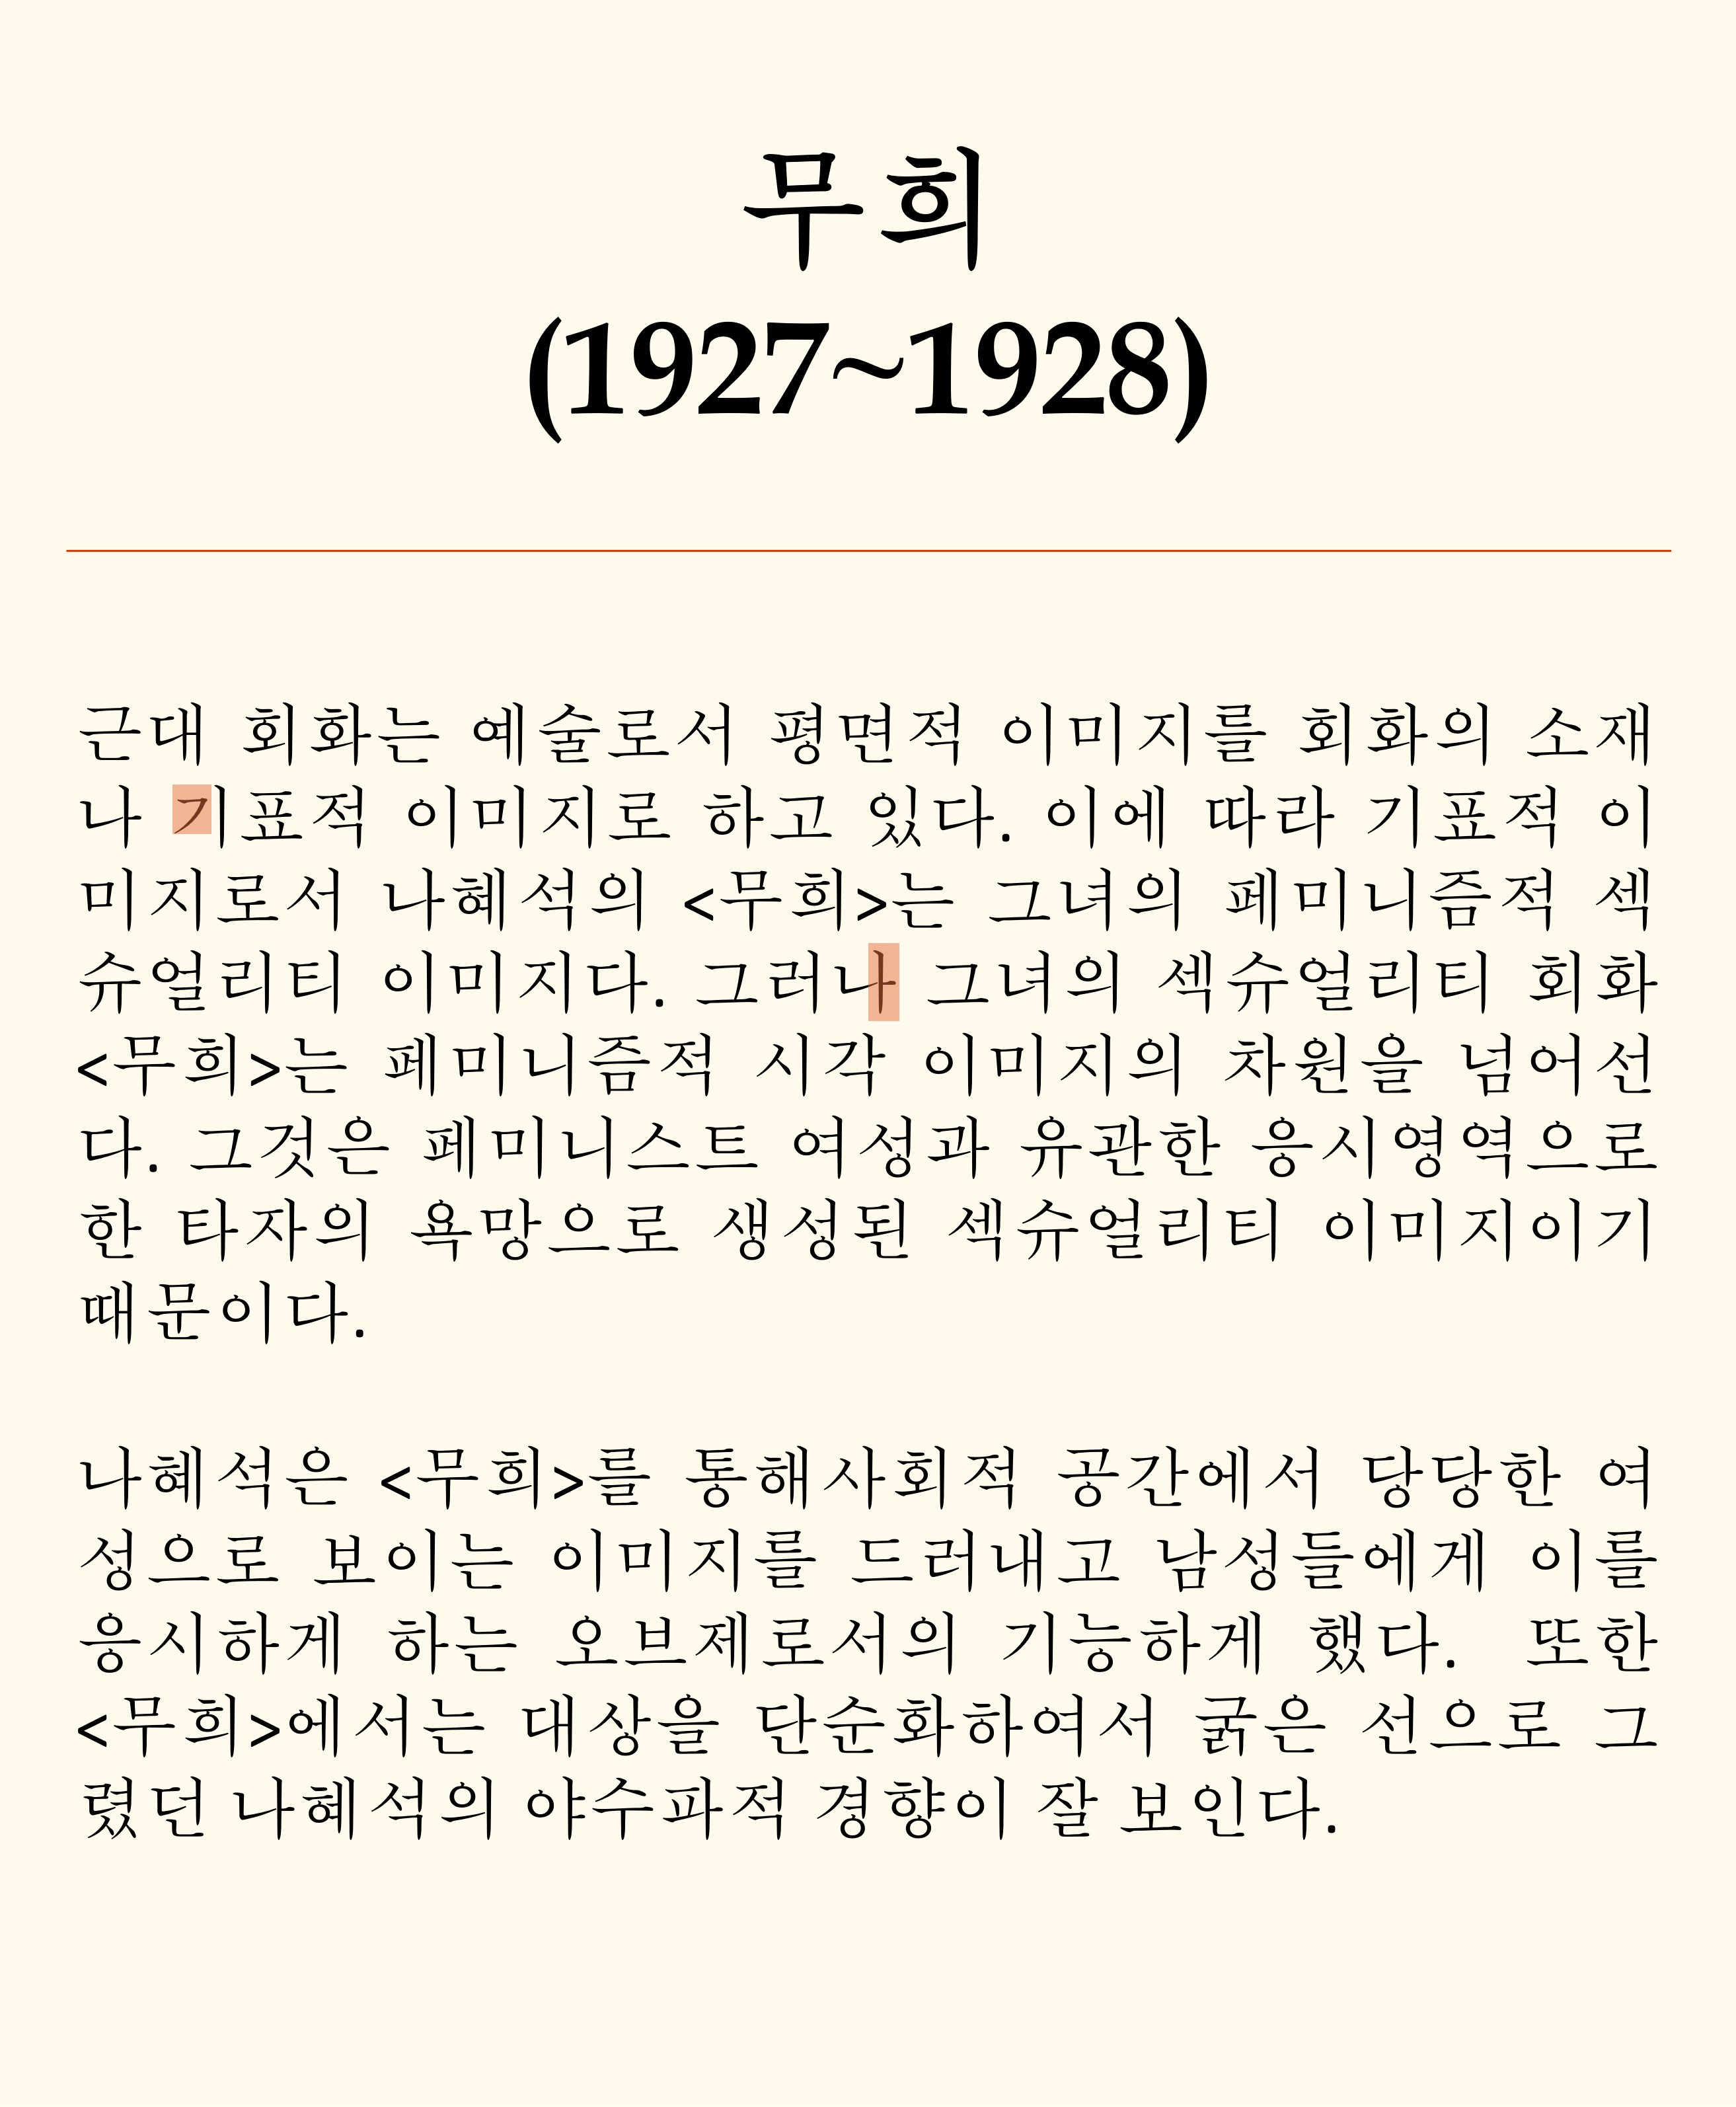 무희
(1927~1928)
근대 회화는 예술로서 평면적 이미지를 회화의 소재
나 기표적 이미지로 하고 있다. 이에 따라 기표적 이
미지로서 나혜석의 <무희>는 그녀의 페미니즘적 섹
슈얼리티 이미지다. 그러나 그녀의 섹슈얼리티 회화
<무희>는 페미니즘적 시각 이미지의 차원을 넘어선
다. 그것은 페미니스트 여성과 유관한 응시영역으로
한 타자의 욕망으로 생성된 섹슈얼리티 이미지이기
때문이다.
나혜석은 <무희>를 통해사회적 공간에서 당당한 여
성으로 보이는 이미지를 드러내고 남성들에게 이를
응시하게 하는 오브제로서의 기능하게 했다. 또한
<무희>에서는 대상을 단순화하여서 굵은 선으로 그
렸던 나혜석의 야수파적 경향이 잘 보인다.